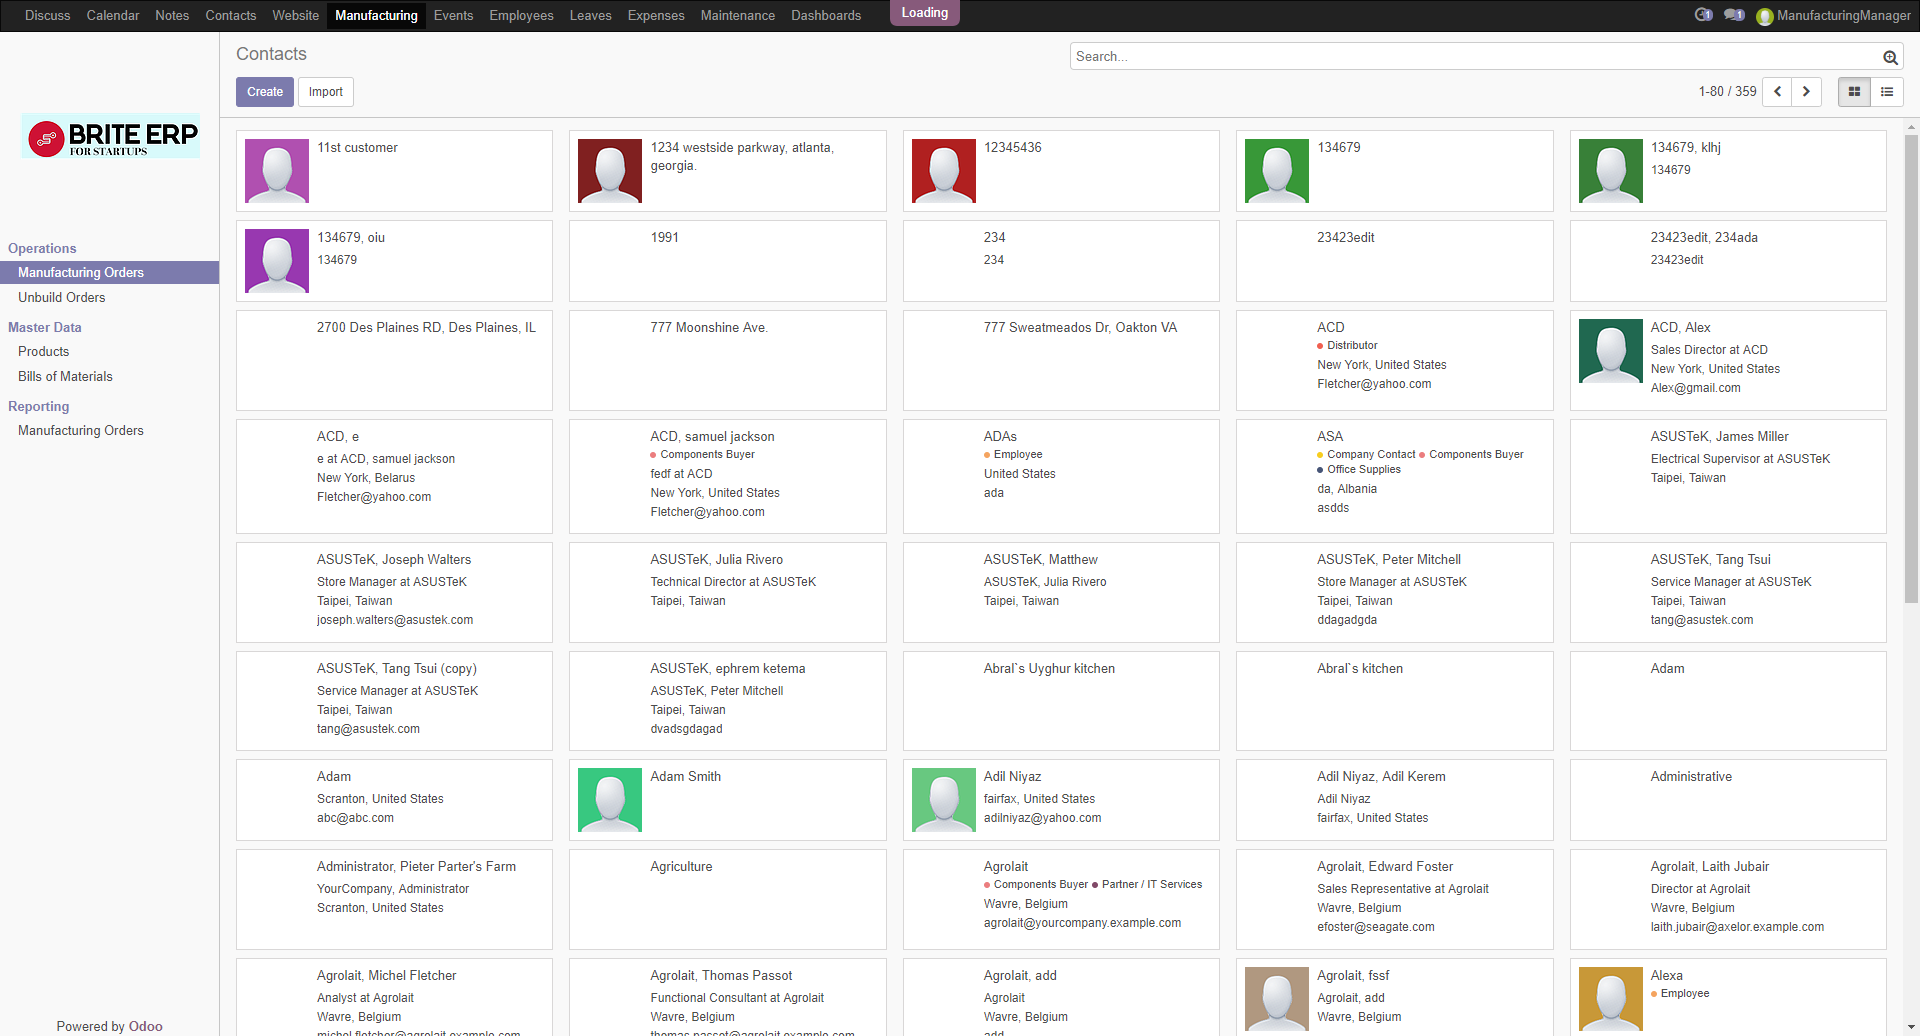 Discuss Calendar Notes Contacts Website Manufacturing Events Employees Leaves Expenses Maintenance Dashboards Loading 1 1 ManufacturingManager
Contacts
Search...
Create Import
1-80 / 359
BRITE ERP
FOR STARTUPS
Operations
Manufacturing Orders
Unbuild Orders
Master Data
Products
Bills of Materials
Reporting
Manufacturing Orders
Powered by Odoo
11st customer
1234 westside parkway, atlanta,
georgia.
12345436
134679
134679, klhj
134679
134679, oiu
134679
1991
234
234
23423edit
23423edit, 234ada
23423edit
2700 Des Plaines RD, Des Plaines, IL
777 Moonshine Ave.
777 Sweatmeados Dr, Oakton VA
ACD
Distributor
New York, United States
Fletcher@yahoo.com
ACD, Alex
Sales Director at ACD
New York, United States
Alex@gmail.com
ACD, e
e at ACD, samuel jackson
New York, Belarus
Fletcher@yahoo.com
ACD, samuel jackson
Components Buyer
fedf at ACD
New York, United States
Fletcher@yahoo.com
ADAs
Employee
United States
ada
ASA
Company Contact Components Buyer
Office Supplies
da, Albania
asdds
ASUSTeK, James Miller
Electrical Supervisor at ASUSTeK
Taipei, Taiwan
ASUSTeK, Joseph Walters
Store Manager at ASUSTeK
Taipei, Taiwan
joseph.walters@asustek.com
ASUSTeK, Julia Rivero
Technical Director at ASUSTeK
Taipei, Taiwan
ASUSTeK, Matthew
ASUSTeK, Julia Rivero
Taipei, Taiwan
ASUSTeK, Peter Mitchell
Store Manager at ASUSTeK
Taipei, Taiwan
ddagadgda
ASUSTeK, Tang Tsui
Service Manager at ASUSTeK
Taipei, Taiwan
tang@asustek.com
ASUSTeK, Tang Tsui (copy)
Service Manager at ASUSTeK
Taipei, Taiwan
tang@asustek.com
ASUSTeK, ephrem ketema
ASUSTeK, Peter Mitchell
Taipei, Taiwan
dvadsgdagad
Abral`s Uyghur kitchen
Abral`s kitchen
Adam
Adam
Scranton, United States
abc@abc.com
Adam Smith
Adil Niyaz
fairfax, United States
adilniyaz@yahoo.com
Adil Niyaz, Adil Kerem
Adil Niyaz
fairfax, United States
Administrative
Administrator, Pieter Parter's Farm
YourCompany, Administrator
Scranton, United States
Agriculture
Agrolait
Components Buyer Partner / IT Services
Wavre, Belgium
agrolait@yourcompany.example.com
Agrolait, Edward Foster
Sales Representative at Agrolait
Wavre, Belgium
efoster@seagate.com
Agrolait, Laith Jubair
Director at Agrolait
Wavre, Belgium
laith.jubair@axelor.example.com
Agrolait, Michel Fletcher
Analyst at Agrolait
Wavre, Belgium
michel.fletcher@agrolait.example.com
Agrolait, Thomas Passot
Functional Consultant at Agrolait
Wavre, Belgium
thomas.passot@agrolait.example.com
Agrolait, add
Agrolait
Wavre, Belgium
add
Agrolait, fssf
Agrolait, add
Wavre, Belgium
Alexa
Employee